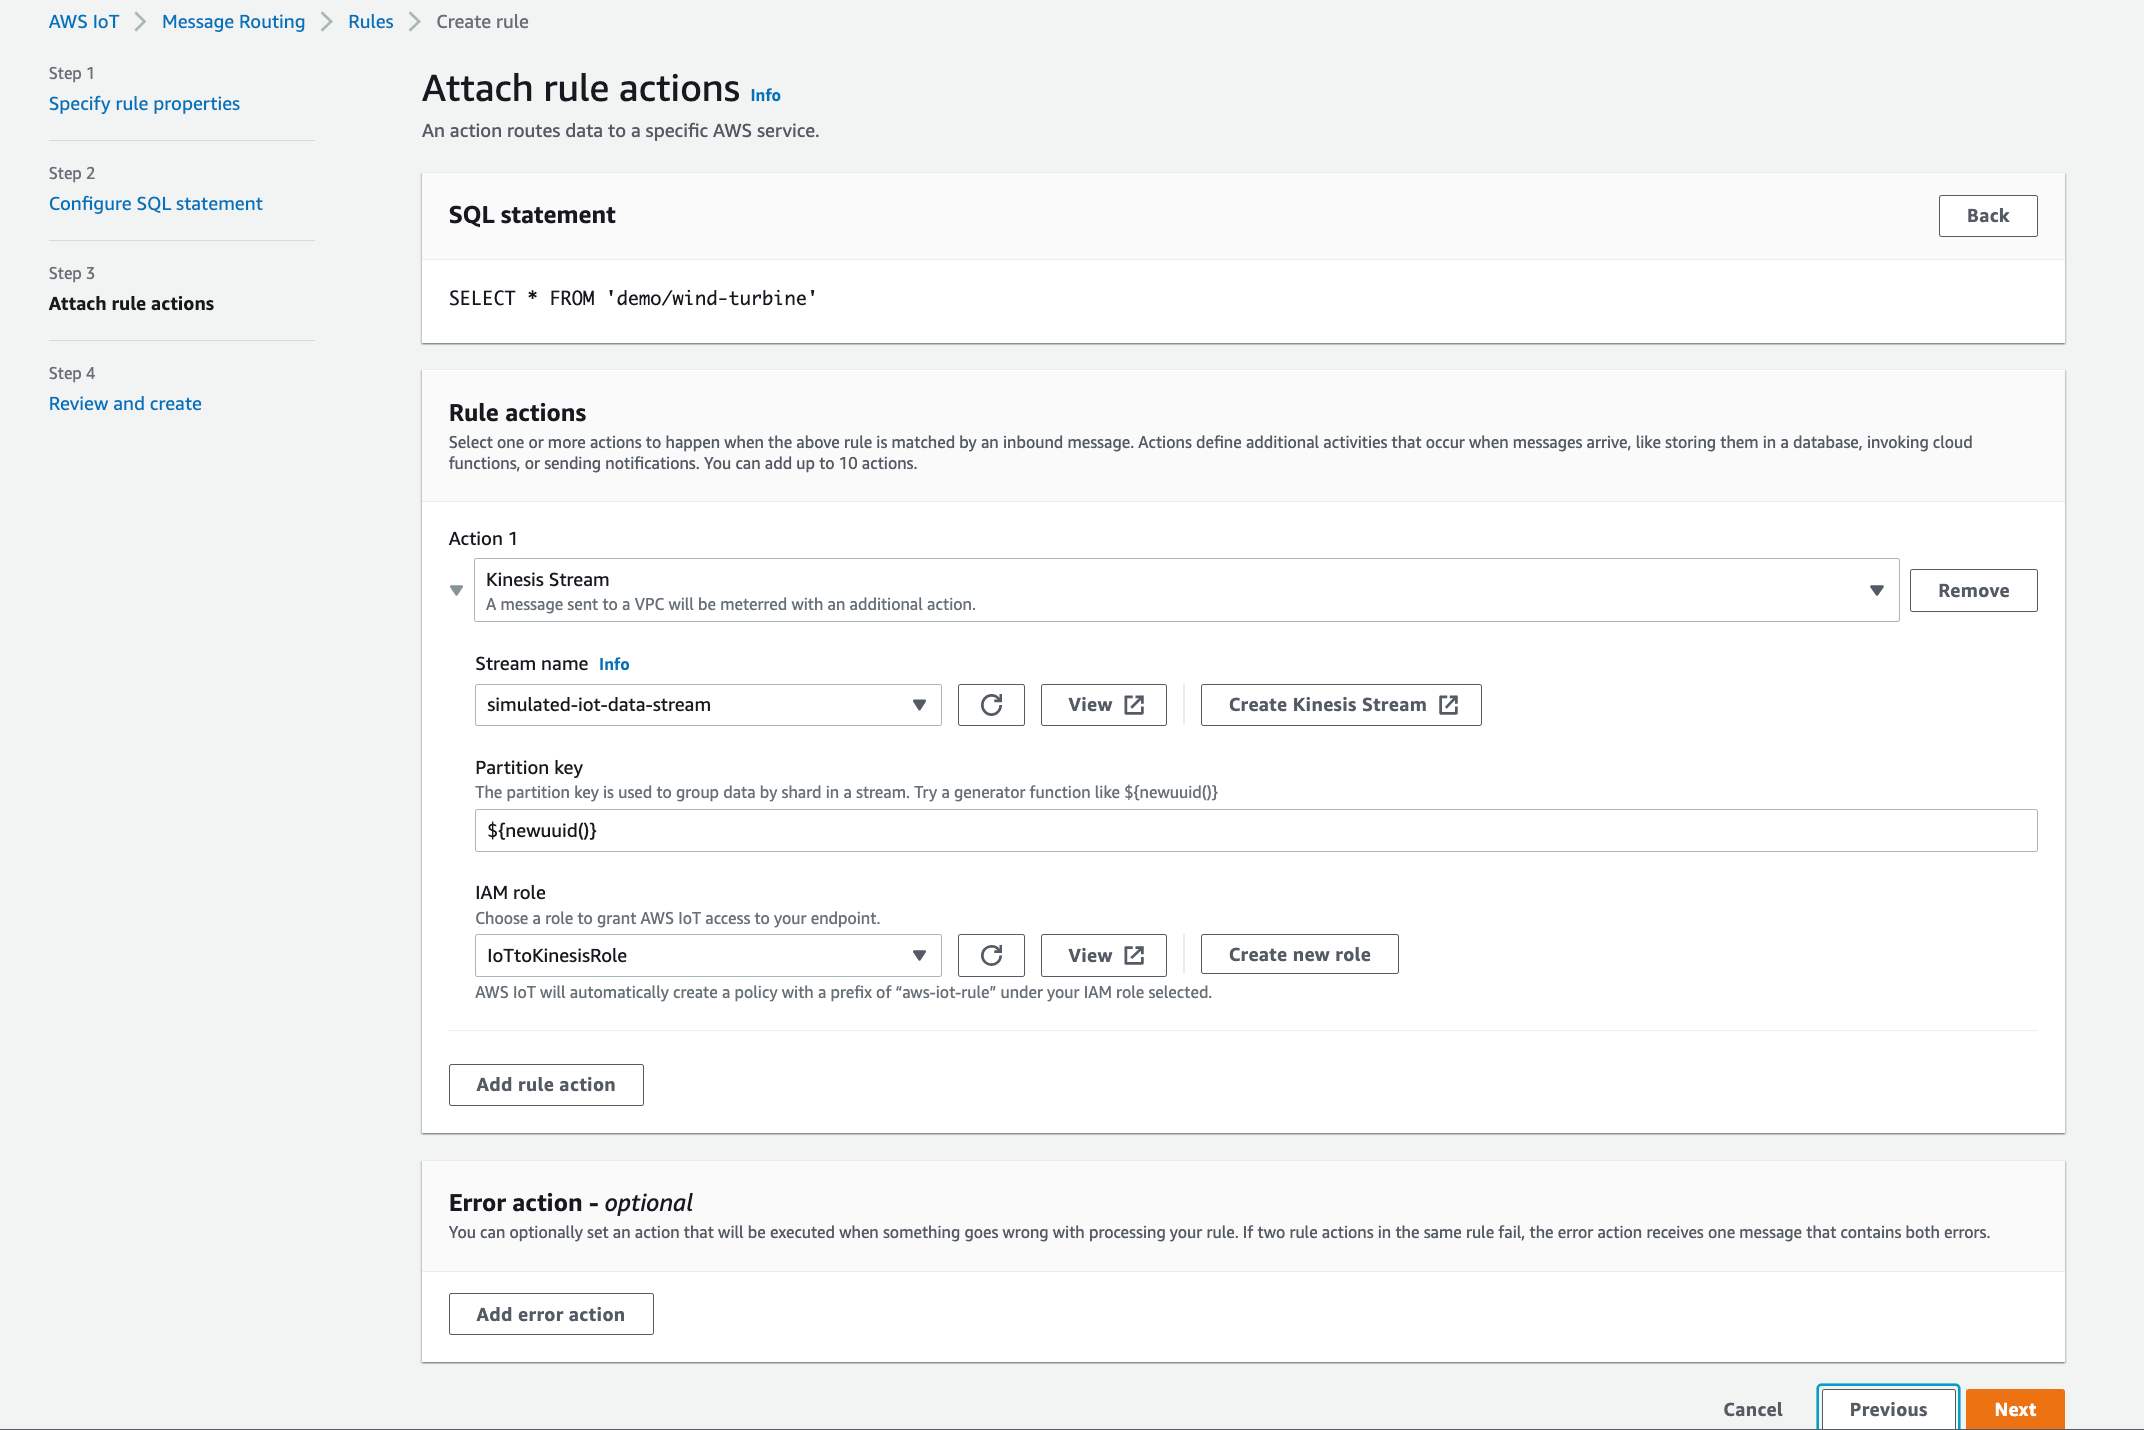 AWS IoT > Message Routing > Rules > Create rule
Step 1
Specify rule properties
Step 2
Configure SQL statement
Step 3
Attach rule actions
Step 4
Review and create
Attach rule actions Info
An action routes data to a specific AWS service.
SQL statement
Back
SELECT * FROM 'demo/wind-turbine'
Rule actions
Select one or more actions to happen when the above rule is matched by an inbound message. Actions define additional activities that occur when messages arrive, like storing them in a database, invoking cloud
functions, or sending notifications. You can add up to 10 actions.
Action 1
Kinesis Stream
A message sent to a VPC will be meterred with an additional action.
Remove
Stream name Info
simulated-iot-data-stream
View
Create Kinesis Stream
Partition key
The partition key is used to group data by shard in a stream. Try a generator function like ${newuuid()}
${newuuid()}
IAM role
Choose a role to grant AWS IoT access to your endpoint.
IoTtoKinesisRole
View
Create new role
AWS IoT will automatically create a policy with a prefix of “aws-iot-rule” under your IAM role selected.
Add rule action
Error action - optional
You can optionally set an action that will be executed when something goes wrong with processing your rule. If two rule actions in the same rule fail, the error action receives one message that contains both errors.
Add error action
Cancel
Previous
Next